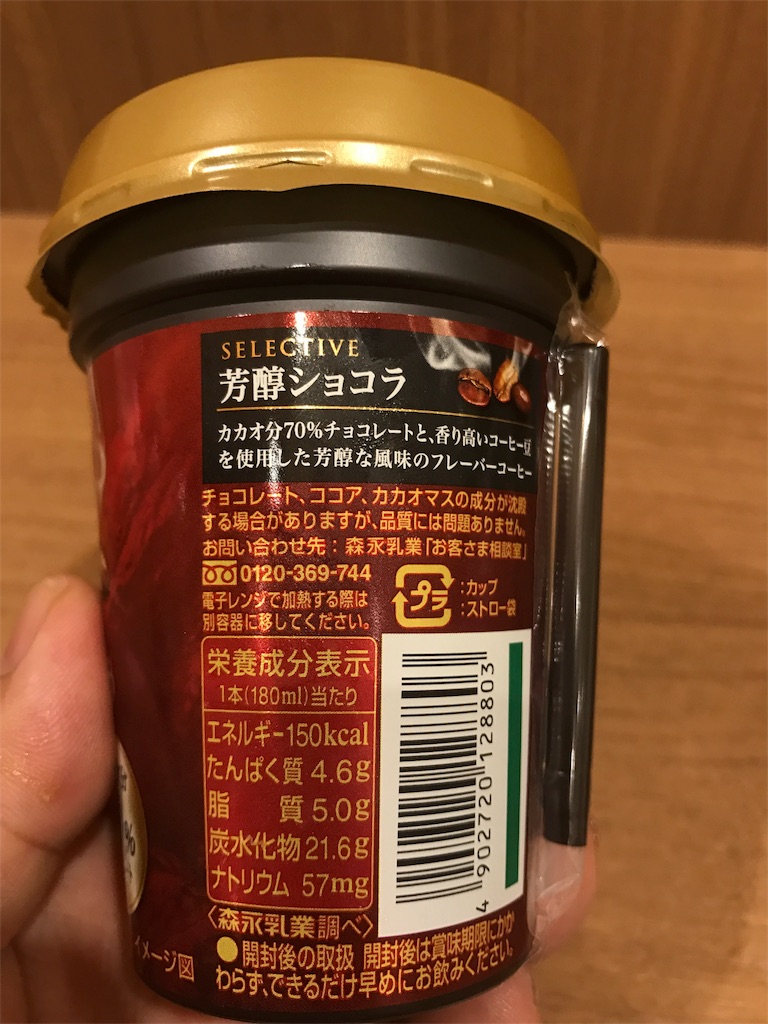 SELECTIVE
芳醇ショコラ
カカオ分70%チョコレートと、香り高いコーヒー豆
を使用した芳醇な風味のフレーバーコーヒー
チョコレート、ココア、カカオマスの成分が沈殿
する場合がありますが、品質には問題ありません。
お問い合わせ先:森永乳業「お客さま相談室」
0120-369-744
電子レンジで加熱する際は
別容器に移してください。
プラ
:カップ
:ストロー袋
栄養成分表示
1本(180ml)当たり
エネルギー150kcal
たんぱく質 4.6g
脂 質 5.0g
炭水化物 21.6g
ナトリウム 57mg
〈森永乳業調べ〉
4 902720 128803
●開封後の取扱 開封後は賞味期限にかか
わらず、できるだけ早めにお飲みください。
イメージ図
%